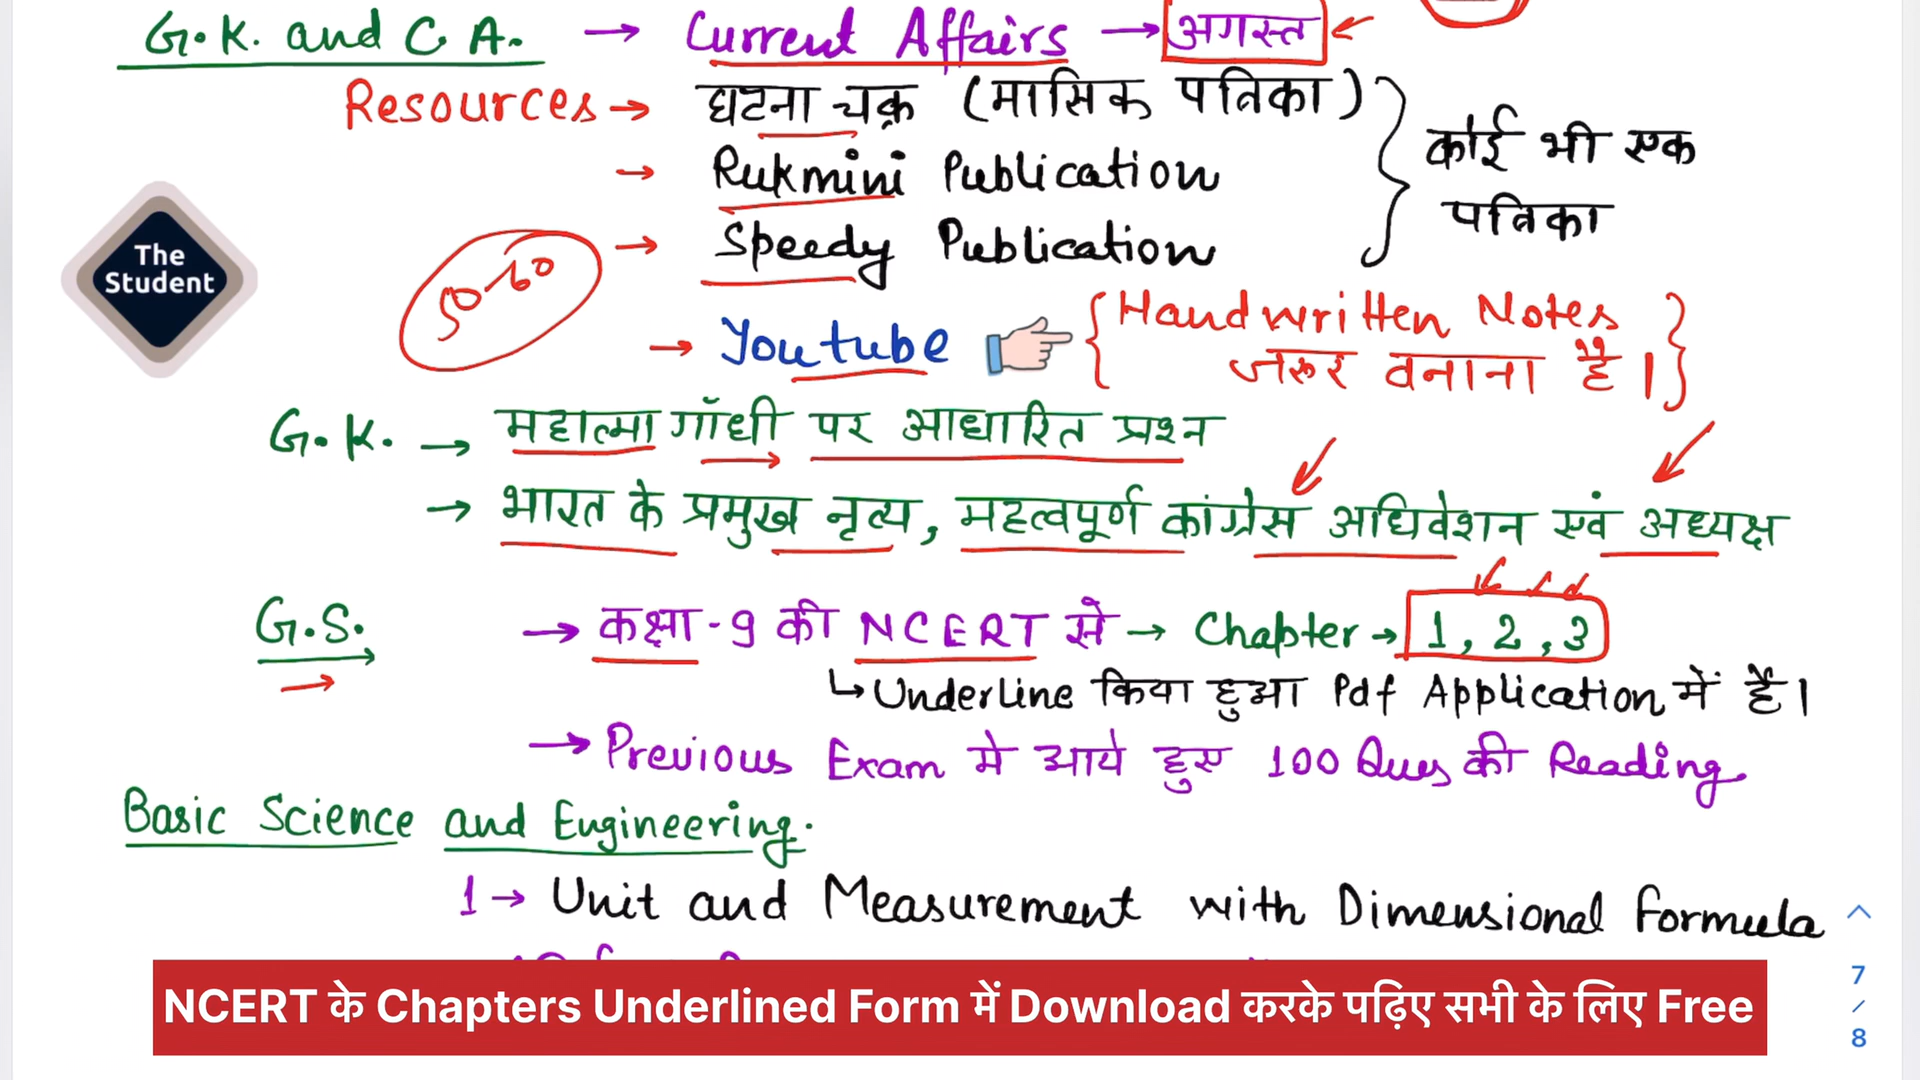 G.K. and C.A. → Current Affairs → अगस्त
Resources → घटना चक्र (मासिक पत्रिका)
→ Rukmini Publication
→ Speedy Publication
कोई भी एक
पत्रिका
The
Student
50-60
→ Youtube {Handwritten Notes
जरूर बनाना है।}
G.K. → महात्मा गाँधी पर आधारित प्रश्न
→ भारत के प्रमुख नृत्य, महत्वपूर्ण कांग्रेस अधिवेशन एवं अध्यक्ष
G.S. → कक्षा-9 की NCERT से → Chapter → 1, 2, 3
↳ Underline किया हुआ Pdf Application में है।
→ Previous Exam मे आये हुए 100 Ques की Reading
Basic Science and Engineering.
1 → Unit and Measurement with Dimensional Formula
NCERT के Chapters Underlined Form में Download करके पढ़िए सभी के लिए Free
7
/
8